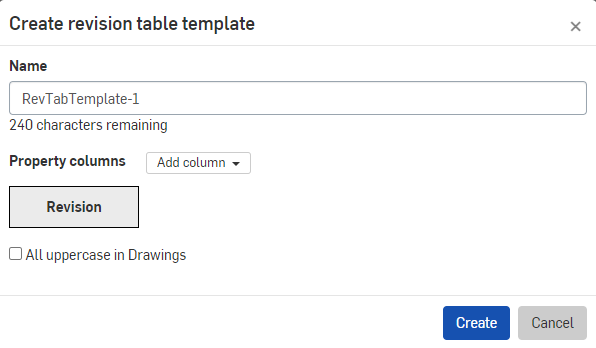 Create revision table template
×
Name
RevTabTemplate-1
240 characters remaining
Property columns Add column
Revision
All uppercase in Drawings
Create Cancel